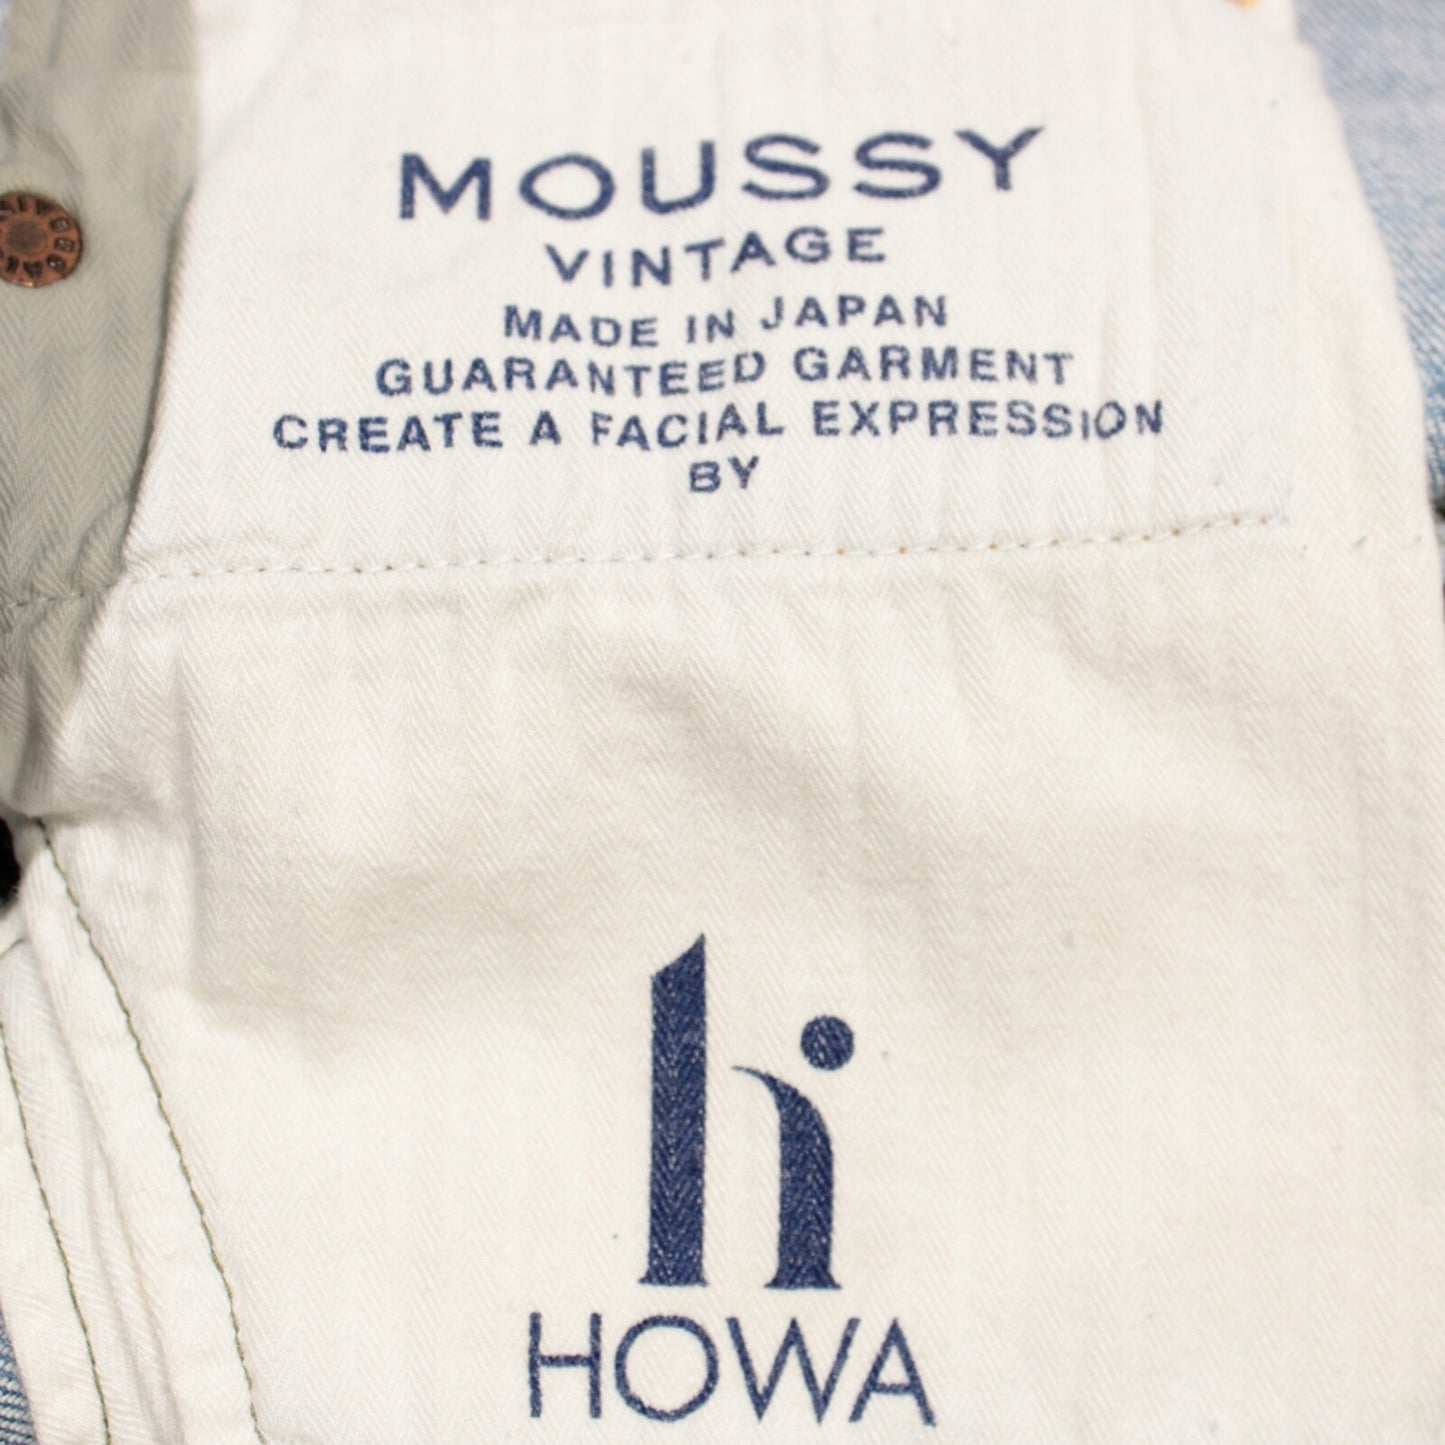 MOUSSY
VINTAGE
MADE IN JAPAN
GUARANTEED GARMENT
CREATE A FACIAL EXPRESSION
BY
HOWA